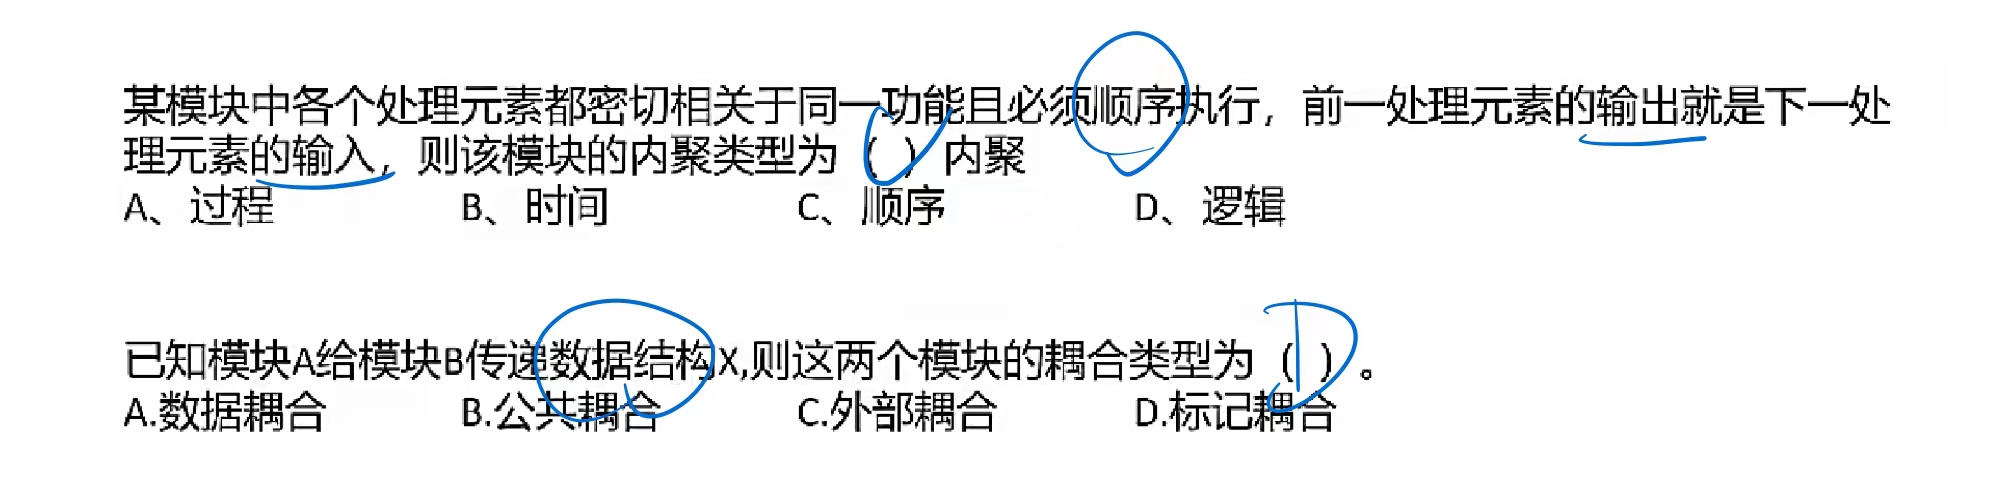 某模块中各个处理元素都密切相关于同一功能且必须顺序执行，前一处理元素的输出就是下一处
理元素的输入，则该模块的内聚类型为（ ）内聚
A、过程 B、时间 C、顺序 D、逻辑
已知模块A给模块B传递数据结构X,则这两个模块的耦合类型为（ D ）。
A.数据耦合 B.公共耦合 C.外部耦合 D.标记耦合